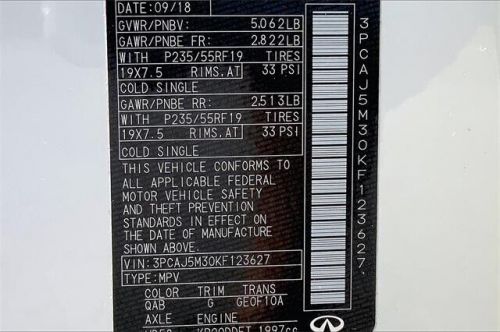 DATE: 09/18
GVWR/PNBV: 5,062LB
GAWR/PNBE FR: 2,822LB
WITH P235/55RF19 TIRES
19X7.5 RIMS.AT 33 PSI
COLD SINGLE
GAWR/PNBE RR: 2,513LB
WITH P235/55RF19 TIRES
19X7.5 RIMS.AT 33 PSI
COLD SINGLE
THIS VEHICLE CONFORMS TO
ALL APPLICABLE FEDERAL
MOTOR VEHICLE SAFETY
AND THEFT PREVENTION
STANDARDS IN EFFECT ON
THE DATE OF MANUFACTURE
SHOWN ABOVE.
VIN: 3PCAJ5M30KF123627
TYPE: MPV
COLOR TRIM TRANS
QAB G GE0F10A
AXLE ENGINE
1997cc
3PCAJ5M30KF123627